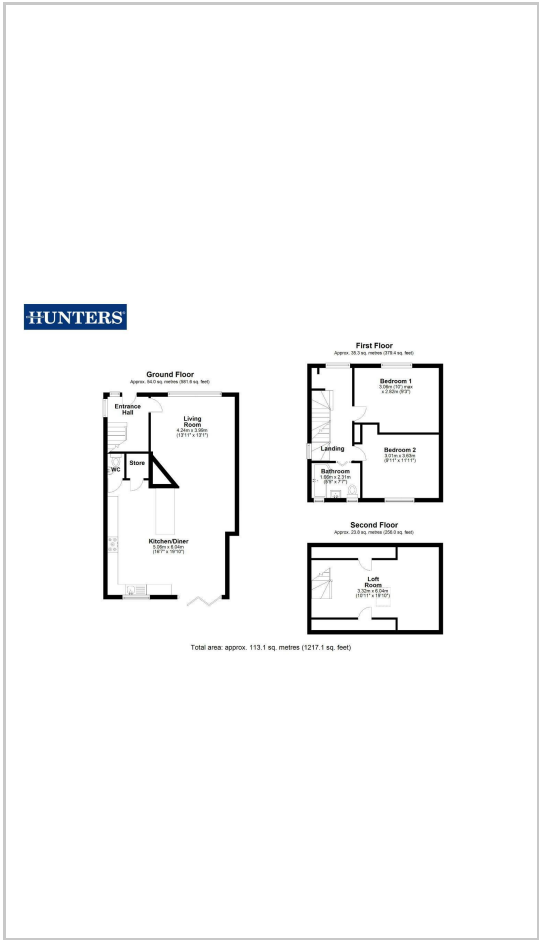 HUNTERS
Ground Floor
Approx. 54.0 sq. metres (581.6 sq. feet)
Entrance
Hall
Living
Room
4.24m x 3.99m
(13'11" x 13'1")
WC
Store
Kitchen/Diner
5.06m x 6.04m
(16'7" x 19'10")
First Floor
Approx. 35.3 sq. metres (379.4 sq. feet)
Bedroom 1
3.06m (10') max
x 2.82m (9'3")
Landing
Bedroom 2
3.01m x 3.63m
(9'11" x 11'11")
Bathroom
1.66m x 2.31m
(5'5" x 7'7")
Second Floor
Approx. 23.8 sq. metres (256.0 sq. feet)
Loft
Room
3.32m x 6.04m
(10'11" x 19'10")
Total area: approx. 113.1 sq. metres (1217.1 sq. feet)